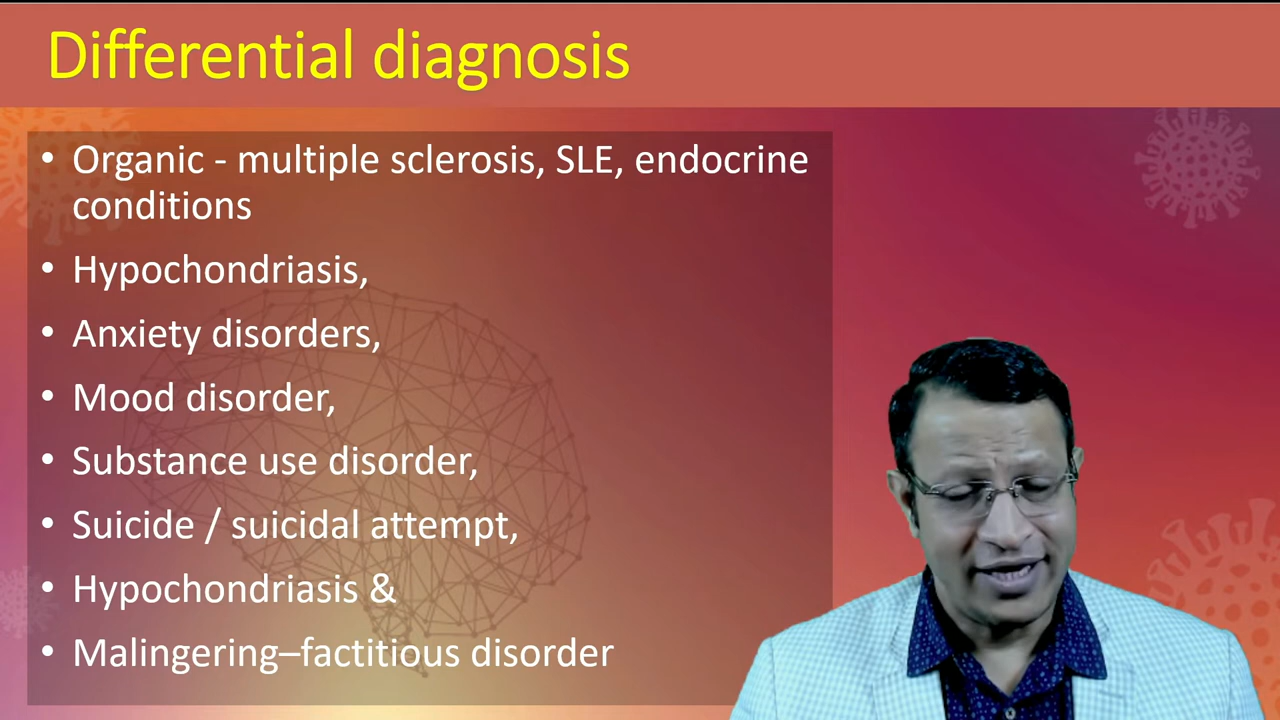 Differential diagnosis
• Organic - multiple sclerosis, SLE, endocrine
conditions
• Hypochondriasis,
• Anxiety disorders,
• Mood disorder,
• Substance use disorder,
• Suicide / suicidal attempt,
• Hypochondriasis &
• Malingering–factitious disorder